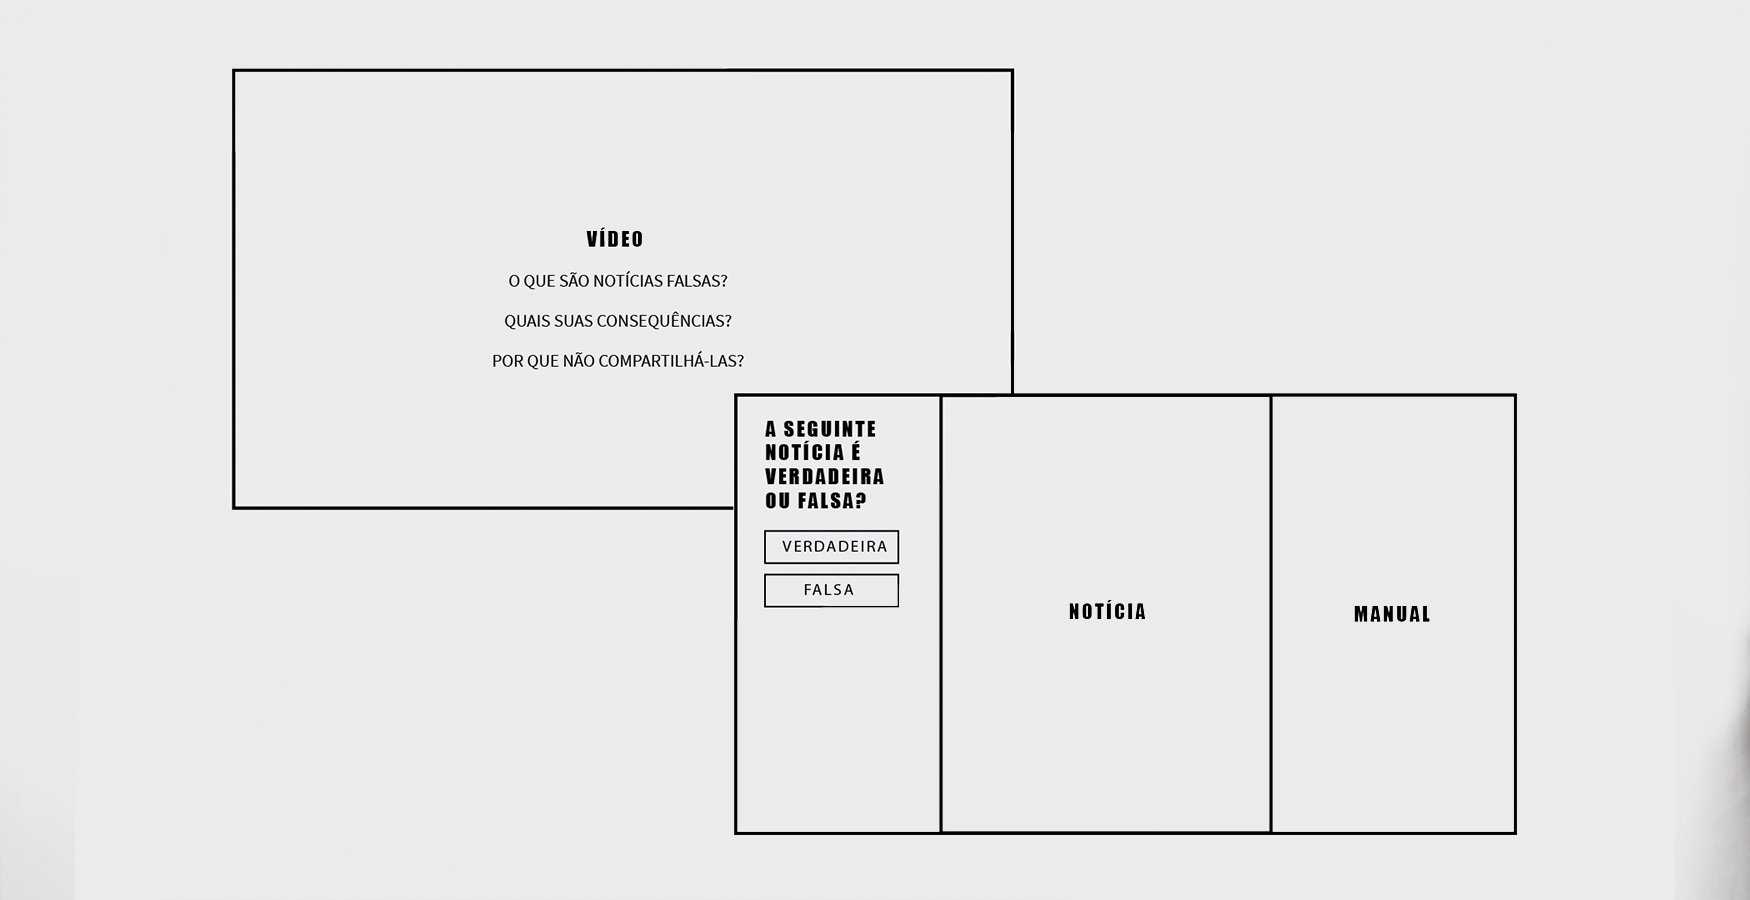 VÍDEO
O QUE SÃO NOTÍCIAS FALSAS?
QUAIS SUAS CONSEQUÊNCIAS?
POR QUE NÃO COMPARTILHÁ-LAS?
A SEGUINTE
NOTÍCIA É
VERDADEIRA
OU FALSA?
VERDADEIRA
FALSA
NOTÍCIA
MANUAL